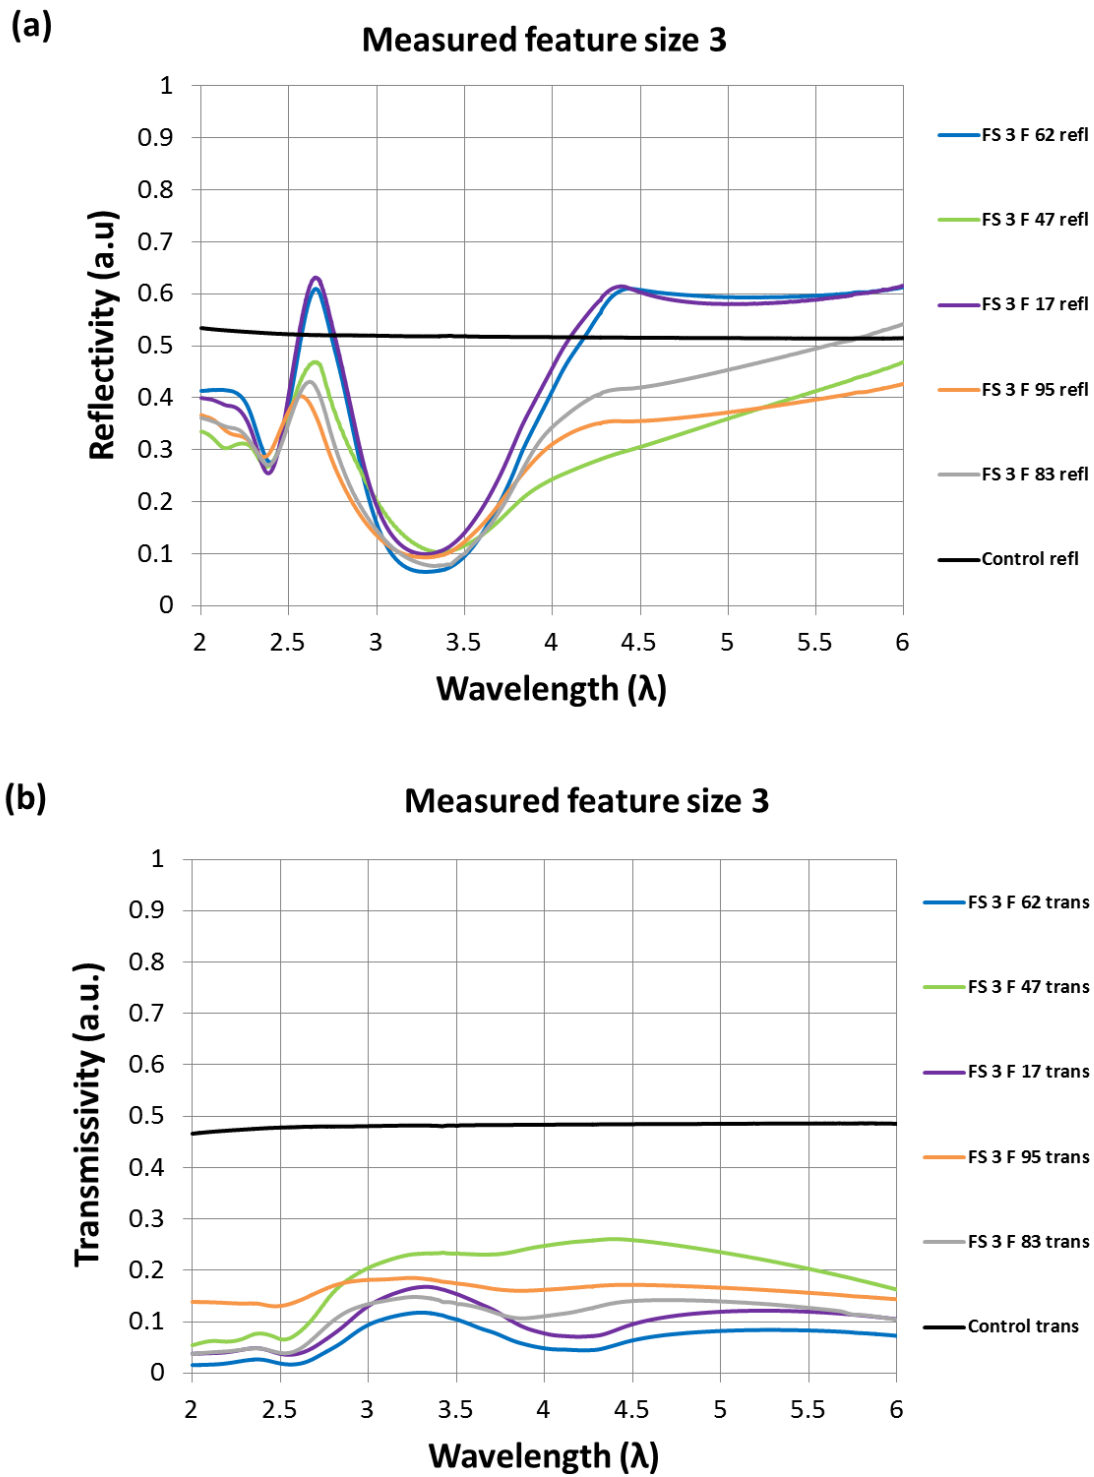 (a)
Measured feature size 3
1
0.9
0.8
0.7
0.6
0.5
0.4
0.3
0.2
0.1
0
Reflectivity (a.u)
2 2.5 3 3.5 4 4.5 5 5.5 6
Wavelength (λ)
FS 3 F 62 refl
FS 3 F 47 refl
FS 3 F 17 refl
FS 3 F 95 refl
FS 3 F 83 refl
Control refl
(b)
Measured feature size 3
1
0.9
0.8
0.7
0.6
0.5
0.4
0.3
0.2
0.1
0
Transmissivity (a.u.)
2 2.5 3 3.5 4 4.5 5 5.5 6
Wavelength (λ)
FS 3 F 62 trans
FS 3 F 47 trans
FS 3 F 17 trans
FS 3 F 95 trans
FS 3 F 83 trans
Control trans